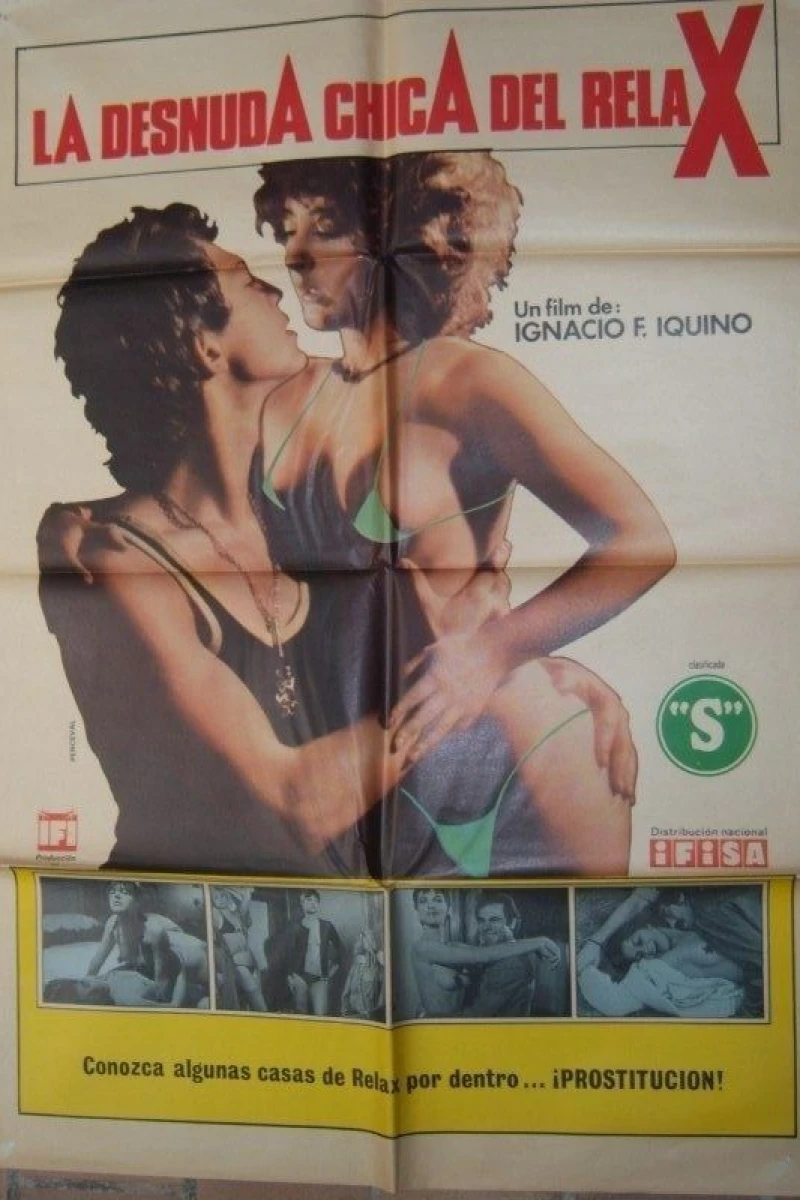 LA DESNUDA CHICA DEL RELAX
Un film de:
IGNACIO F. IQUINO
clasificada
"S"
PERCEVAL
IFI
Producción
Distribución nacional
iFiSA
Conozca algunas casas de Relax por dentro... ¡PROSTITUCION!